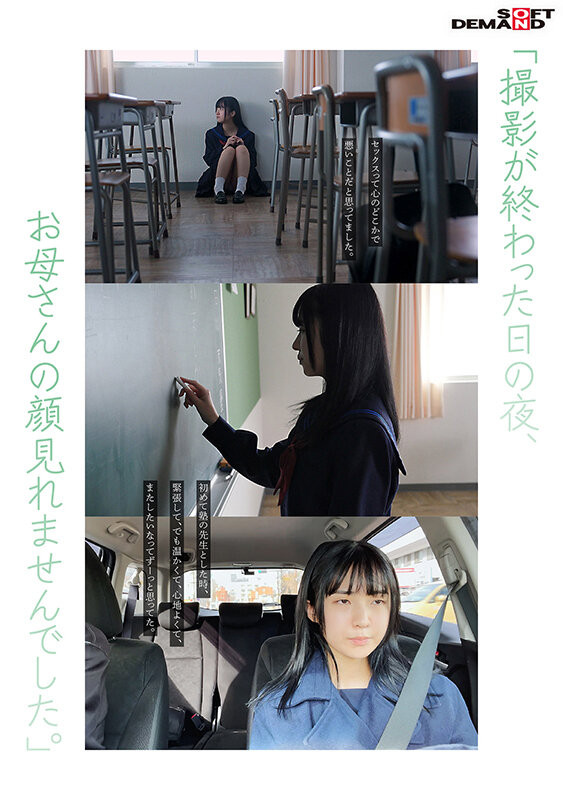 SOFT
DEMAND
「撮影が終わった日の夜、
お母さんの顔見れませんでした。」
セックスって心のどこかで
悪いことだと思ってました。
初めて塾の先生とした時、
緊張して、でも温かくて、心地よくて、
またしたいなってずーっと思ってた。